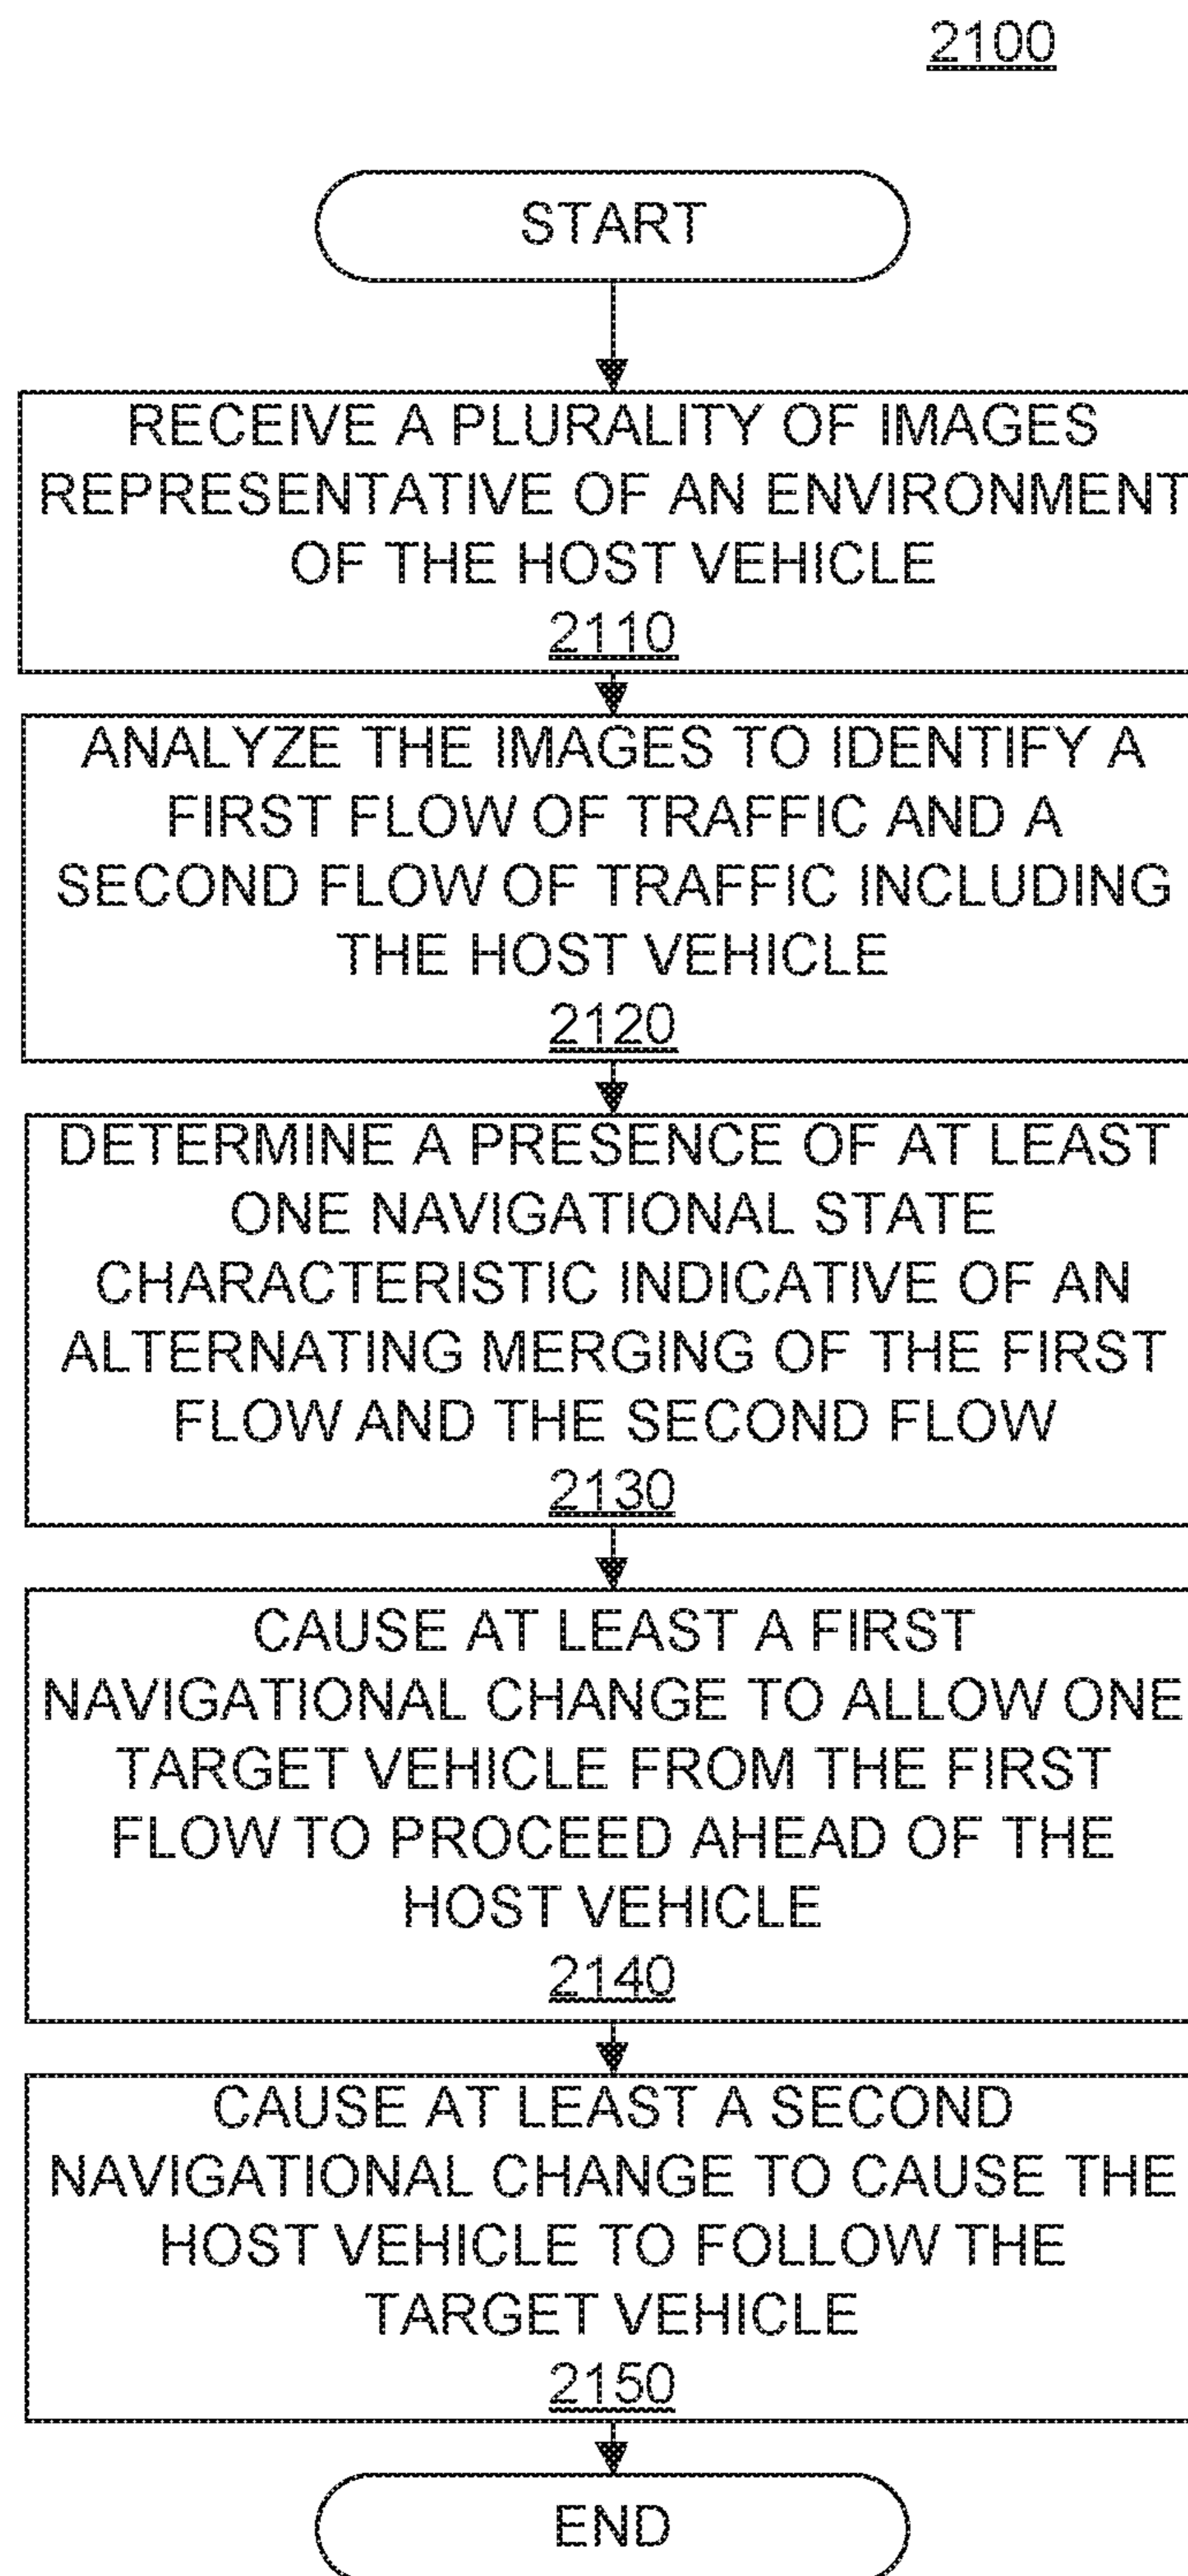 2100
START
RECEIVE A PLURALITY OF IMAGES
REPRESENTATIVE OF AN ENVIRONMENT
OF THE HOST VEHICLE
2110
ANALYZE THE IMAGES TO IDENTIFY A
FIRST FLOW OF TRAFFIC AND A
SECOND FLOW OF TRAFFIC INCLUDING
THE HOST VEHICLE
2120
DETERMINE A PRESENCE OF AT LEAST
ONE NAVIGATIONAL STATE
CHARACTERISTIC INDICATIVE OF AN
ALTERNATING MERGING OF THE FIRST
FLOW AND THE SECOND FLOW
2130
CAUSE AT LEAST A FIRST
NAVIGATIONAL CHANGE TO ALLOW ONE
TARGET VEHICLE FROM THE FIRST
FLOW TO PROCEED AHEAD OF THE
HOST VEHICLE
2140
CAUSE AT LEAST A SECOND
NAVIGATIONAL CHANGE TO CAUSE THE
HOST VEHICLE TO FOLLOW THE
TARGET VEHICLE
2150
END